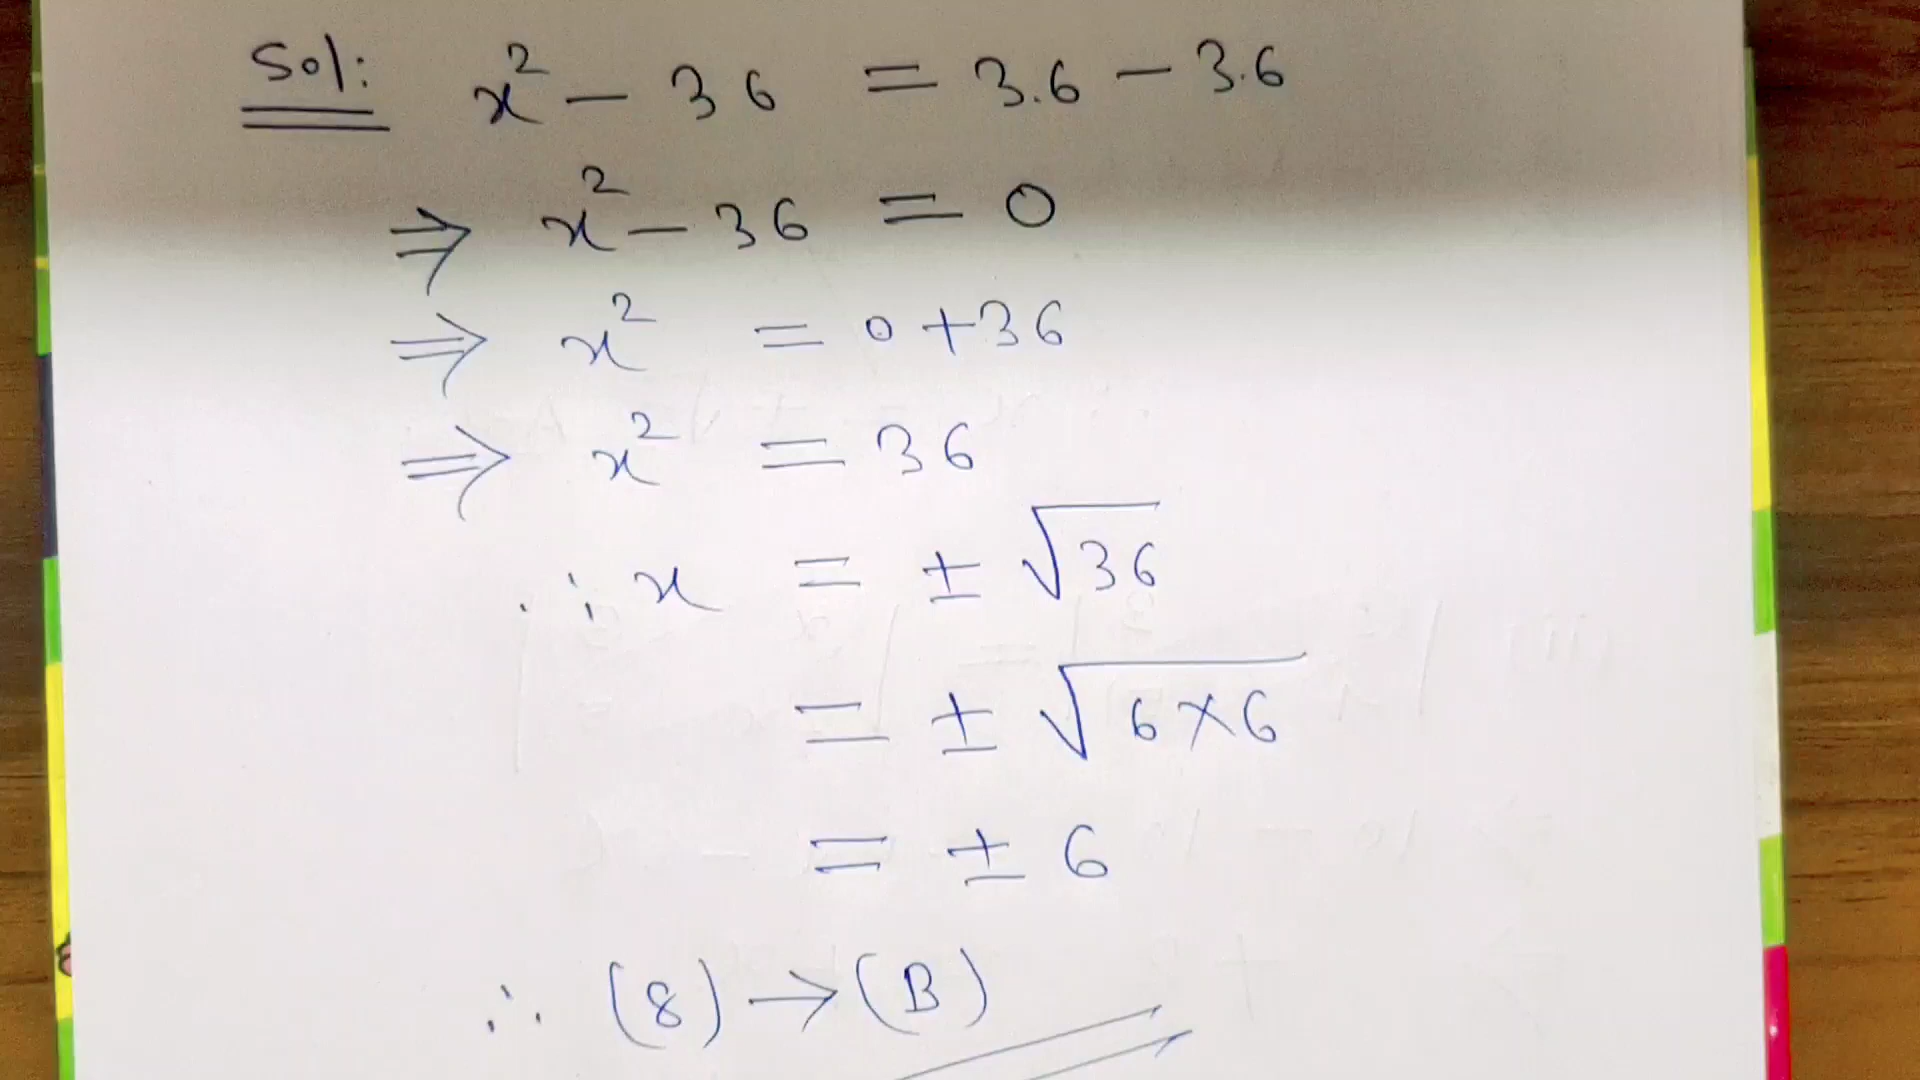 Sol: x² - 36 = 3.6 - 3.6
⇒ x² - 36 = 0
⇒ x² = 0 + 36
⇒ x² = 36
∴ x = ± √36
= ± √6×6
= ± 6
∴ (8) → (B)